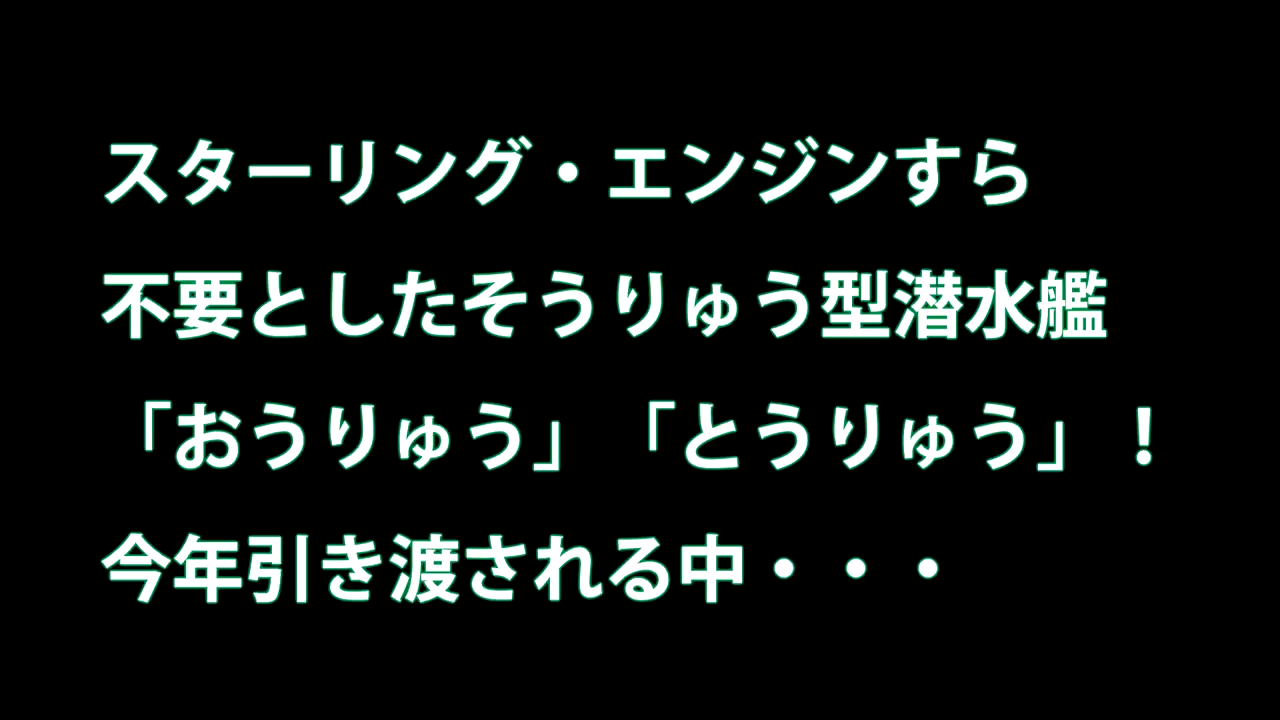 スターリング・エンジンすら
不要としたそうりゅう型潜水艦
「おうりゅう」「とうりゅう」！
今年引き渡される中・・・